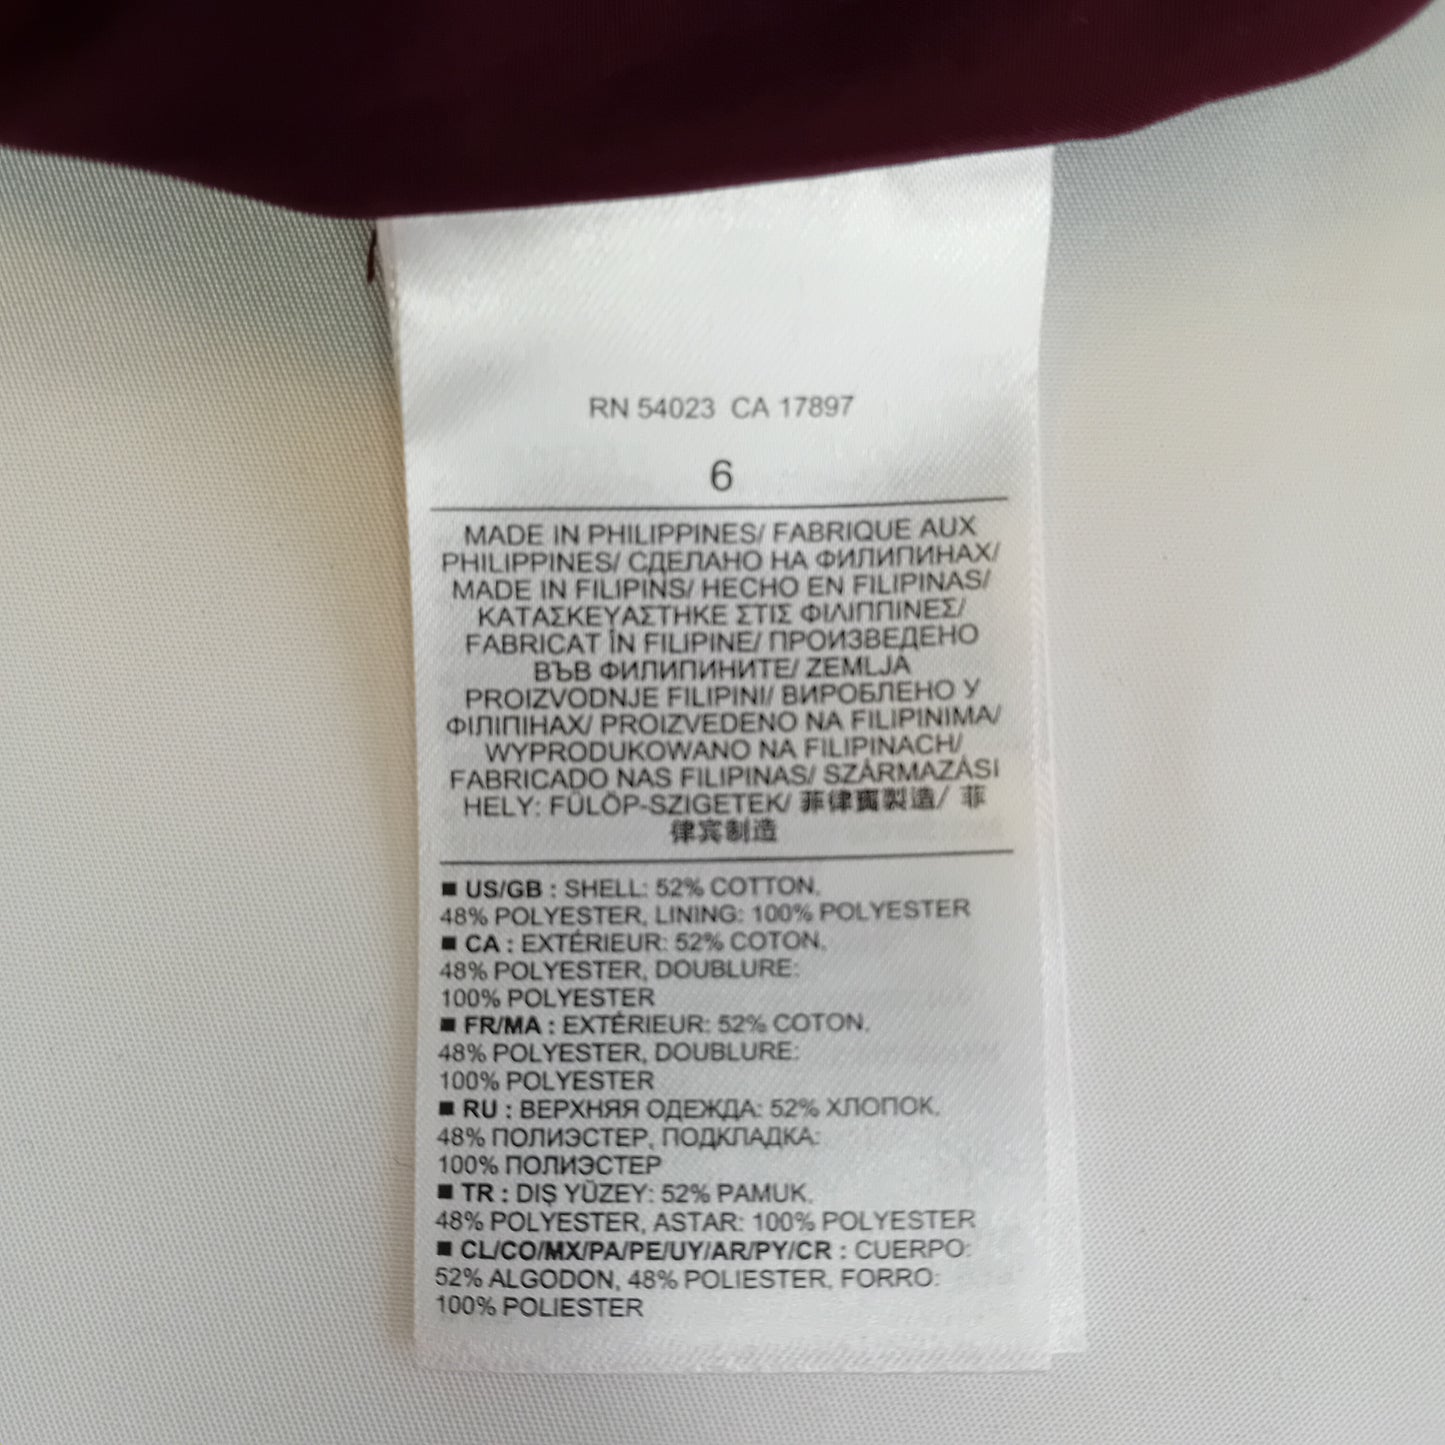 RN 54023 CA 17897
6
MADE IN PHILIPPINES/ FABRIQUE AUX
PHILIPPINES/ СДЕЛАНО НА ФИЛИПИНАХ/
MADE IN FILIPINS/ HECHO EN FILIPINAS/
ΚΑΤΑΣΚΕΥΑΣΤΗΚΕ ΣΤΙΣ ΦΙΛΙΠΠΙΝΕΣ/
FABRICAT ÎN FILIPINE/ ПРОИЗВЕДЕНО
ВЪВ ФИЛИПИНИТЕ/ ZEMLJA
PROIZVODNJE FILIPINI/ ВИРОБЛЕНО У
ФІЛІПІНАХ/ PROIZVEDENO NA FILIPINIMA/
WYPRODUKOWANO NA FILIPINACH/
FABRICADO NAS FILIPINAS/ SZÁRMAZÁSI
HELY: FÜLÖP-SZIGETEK/ 菲律賓製造/ 菲
律宾制造
■ US/GB : SHELL: 52% COTTON,
48% POLYESTER, LINING: 100% POLYESTER
■ CA : EXTÉRIEUR: 52% COTON,
48% POLYESTER, DOUBLURE:
100% POLYESTER
■ FR/MA : EXTÉRIEUR: 52% COTON,
48% POLYESTER, DOUBLURE:
100% POLYESTER
■ RU : ВЕРХНЯЯ ОДЕЖДА: 52% ХЛОПОК,
48% ПОЛИЭСТЕР, ПОДКЛАДКА:
100% ПОЛИЭСТЕР
■ TR : DIŞ YÜZEY: 52% PAMUK,
48% POLYESTER, ASTAR: 100% POLYESTER
■ CL/CO/MX/PA/PE/UY/AR/PY/CR : CUERPO:
52% ALGODON, 48% POLIESTER, FORRO:
100% POLIESTER